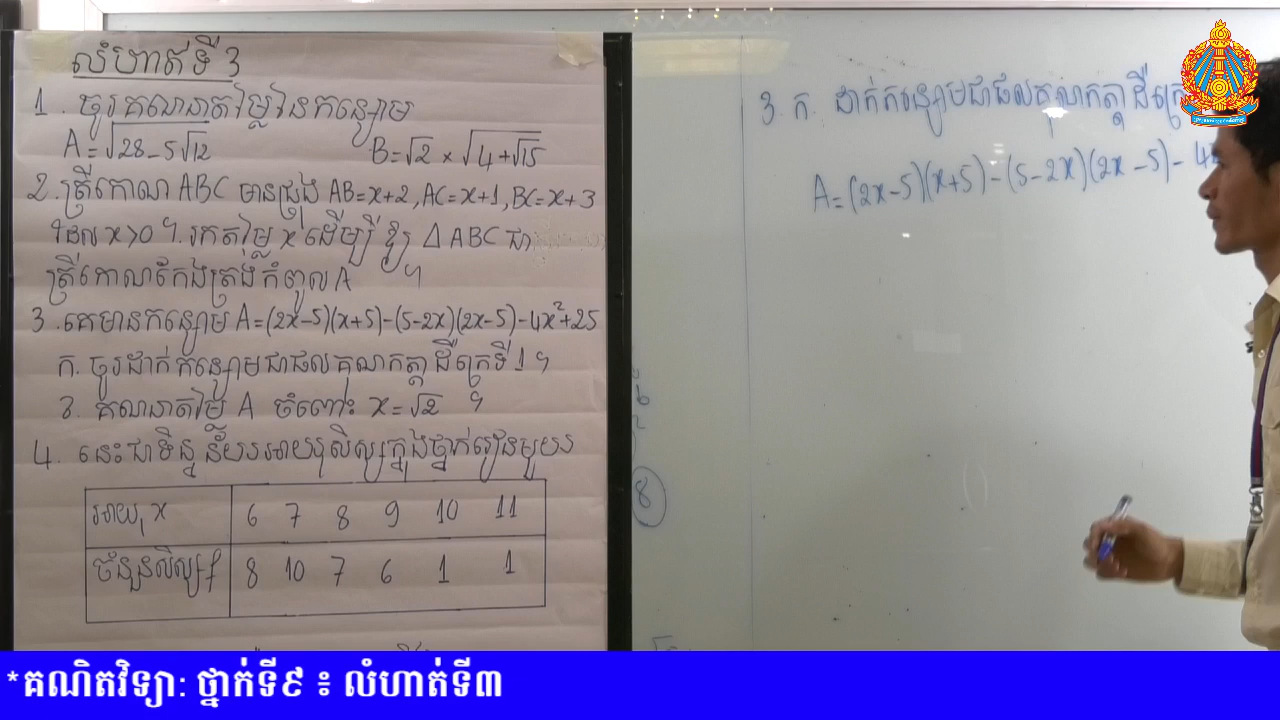 លំហាត់ទី 3
1 . ចូរគណនាតម្លៃនៃកន្សោម
A = √28 - 5√12 B = √2 × √4 + √15
2 . ត្រីកោណ ABC មានជ្រុង AB = x + 2 , AC = x + 1 , BC = x + 3
ដែល x > 0 ។ រកតម្លៃ x ដើម្បីឱ្យ Δ ABC ជា
ត្រីកោណកែងត្រង់កំពូល A ។
3 . គេមានកន្សោម A = (2x - 5)(x + 5) - (5 - 2x)(2x - 5) - 4x² + 25
ក. ចូរដាក់កន្សោមជាផលគុណកត្តាដឺក្រេទី 1 ។
ខ. គណនាតម្លៃ A ចំពោះ x = √2 ។
4 . នេះជាទិន្នន័យអាយុសិស្សក្នុងថ្នាក់រៀនមួយ
អាយុ x 6 7 8 9 10 11
ចំនួនសិស្ស f 8 10 7 6 1 1
3. ក. ដាក់កន្សោមជាផលគុណកត្តាដឺក្រេ
A = (2x - 5)(x + 5) - (5 - 2x)(2x - 5) - 4
8
*គណិតវិទ្យា: ថ្នាក់ទី៩ ៖ លំហាត់ទី៣